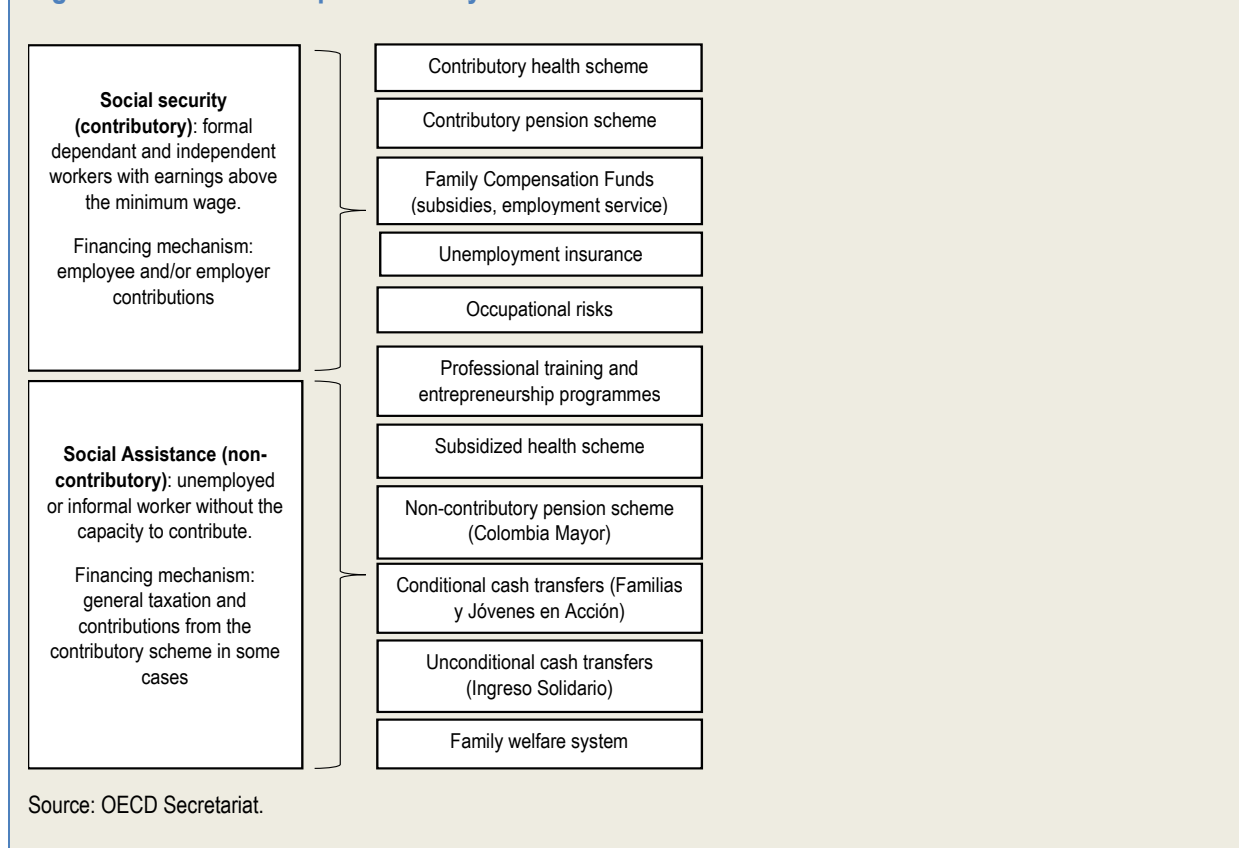 Social security
(contributory): formal
dependant and independent
workers with earnings above
the minimum wage.
Financing mechanism:
employee and/or employer
contributions
Contributory health scheme
Contributory pension scheme
Family Compensation Funds
(subsidies, employment service)
Unemployment insurance
Occupational risks
Professional training and
entrepreneurship programmes
Social Assistance (non-
contributory): unemployed
or informal worker without the
capacity to contribute.
Financing mechanism:
general taxation and
contributions from the
contributory scheme in some
cases
Subsidized health scheme
Non-contributory pension scheme
(Colombia Mayor)
Conditional cash transfers (Familias
y Jóvenes en Acción)
Unconditional cash transfers
(Ingreso Solidario)
Family welfare system
Source: OECD Secretariat.